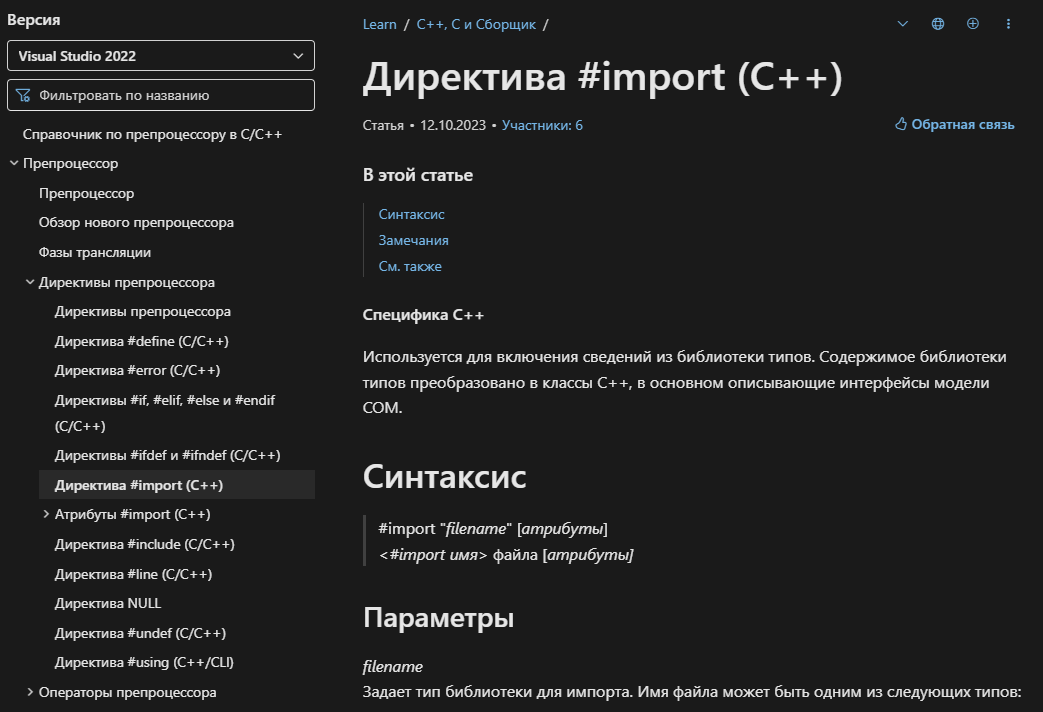 Версия
Visual Studio 2022
Фильтровать по названию
Справочник по препроцессору в C/C++
Препроцессор
Препроцессор
Обзор нового препроцессора
Фазы трансляции
Директивы препроцессора
Директивы препроцессора
Директива #define (C/C++)
Директива #error (C/C++)
Директивы #if, #elif, #else и #endif
(C/C++)
Директивы #ifdef и #ifndef (C/C++)
Директива #import (C++)
Атрибуты #import (C++)
Директива #include (C/C++)
Директива #line (C/C++)
Директива NULL
Директива #undef (C/C++)
Директива #using (C++/CLI)
Операторы препроцессора
Learn / C++, C и Сборщик /
Директива #import (C++)
Статья • 12.10.2023 • Участники: 6
Обратная связь
В этой статье
Синтаксис
Замечания
См. также
Специфика C++
Используется для включения сведений из библиотеки типов. Содержимое библиотеки
типов преобразовано в классы C++, в основном описывающие интерфейсы модели
COM.
Синтаксис
#import "filename" [атрибуты]
<#import имя> файла [атрибуты]
Параметры
filename
Задает тип библиотеки для импорта. Имя файла может быть одним из следующих типов: